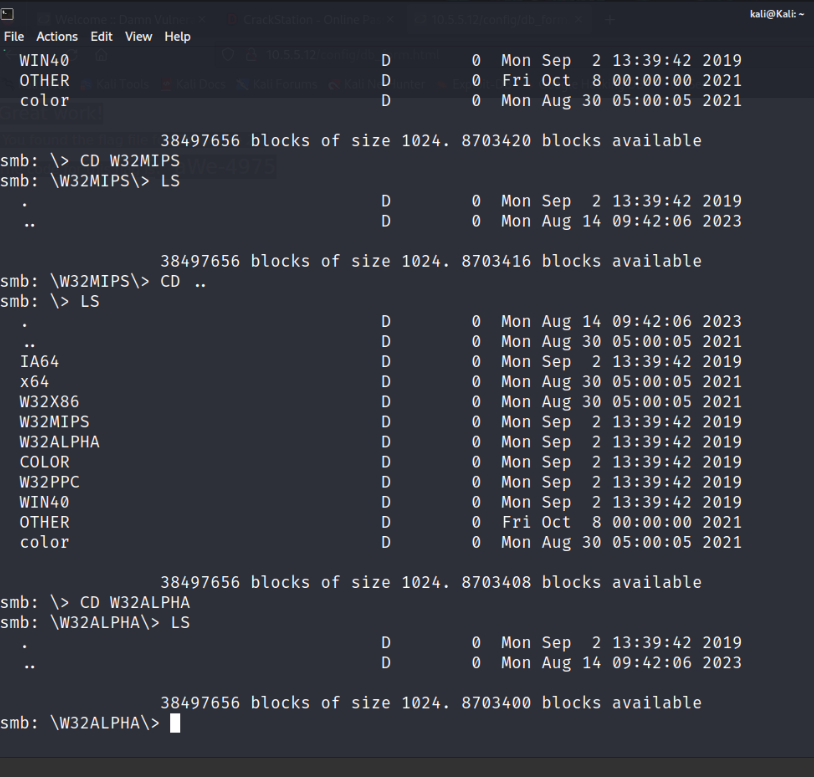 kali@Kali: ~
File Actions Edit View Help
WIN40 D 0 Mon Sep 2 13:39:42 2019
OTHER D 0 Fri Oct 8 00:00:00 2021
color D 0 Mon Aug 30 05:00:05 2021
38497656 blocks of size 1024. 8703420 blocks available
smb: \> CD W32MIPS
smb: \W32MIPS\> LS
. D 0 Mon Sep 2 13:39:42 2019
.. D 0 Mon Aug 14 09:42:06 2023
38497656 blocks of size 1024. 8703416 blocks available
smb: \W32MIPS\> CD ..
smb: \> LS
. D 0 Mon Aug 14 09:42:06 2023
.. D 0 Mon Aug 30 05:00:05 2021
IA64 D 0 Mon Sep 2 13:39:42 2019
x64 D 0 Mon Aug 30 05:00:05 2021
W32X86 D 0 Mon Aug 30 05:00:05 2021
W32MIPS D 0 Mon Sep 2 13:39:42 2019
W32ALPHA D 0 Mon Sep 2 13:39:42 2019
COLOR D 0 Mon Sep 2 13:39:42 2019
W32PPC D 0 Mon Sep 2 13:39:42 2019
WIN40 D 0 Mon Sep 2 13:39:42 2019
OTHER D 0 Fri Oct 8 00:00:00 2021
color D 0 Mon Aug 30 05:00:05 2021
38497656 blocks of size 1024. 8703408 blocks available
smb: \> CD W32ALPHA
smb: \W32ALPHA\> LS
. D 0 Mon Sep 2 13:39:42 2019
.. D 0 Mon Aug 14 09:42:06 2023
38497656 blocks of size 1024. 8703400 blocks available
smb: \W32ALPHA\>